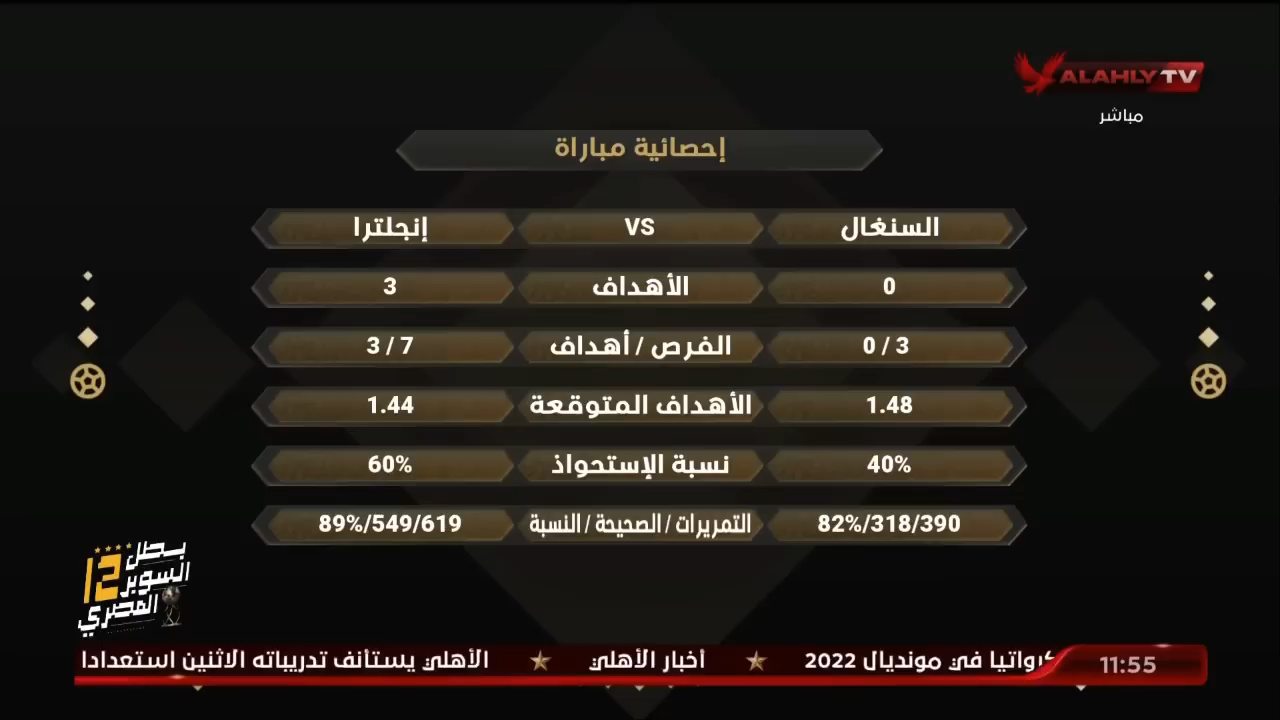 ALAHLY TV
مباشر
إحصائية مباراة
السنغال VS إنجلترا
0 الأهداف 3
0 / 3 الفرص / أهداف 3 / 7
1.48 الأهداف المتوقعة 1.44
40% نسبة الإستحواذ 60%
82%/318/390 التمريرات / الصحيحة / النسبة 89%/549/619
بطل
السوبر 12
المصري
11:55 كرواتيا في مونديال 2022 أخبار الأهلي الأهلي يستأنف تدريباته الاثنين استعدادا